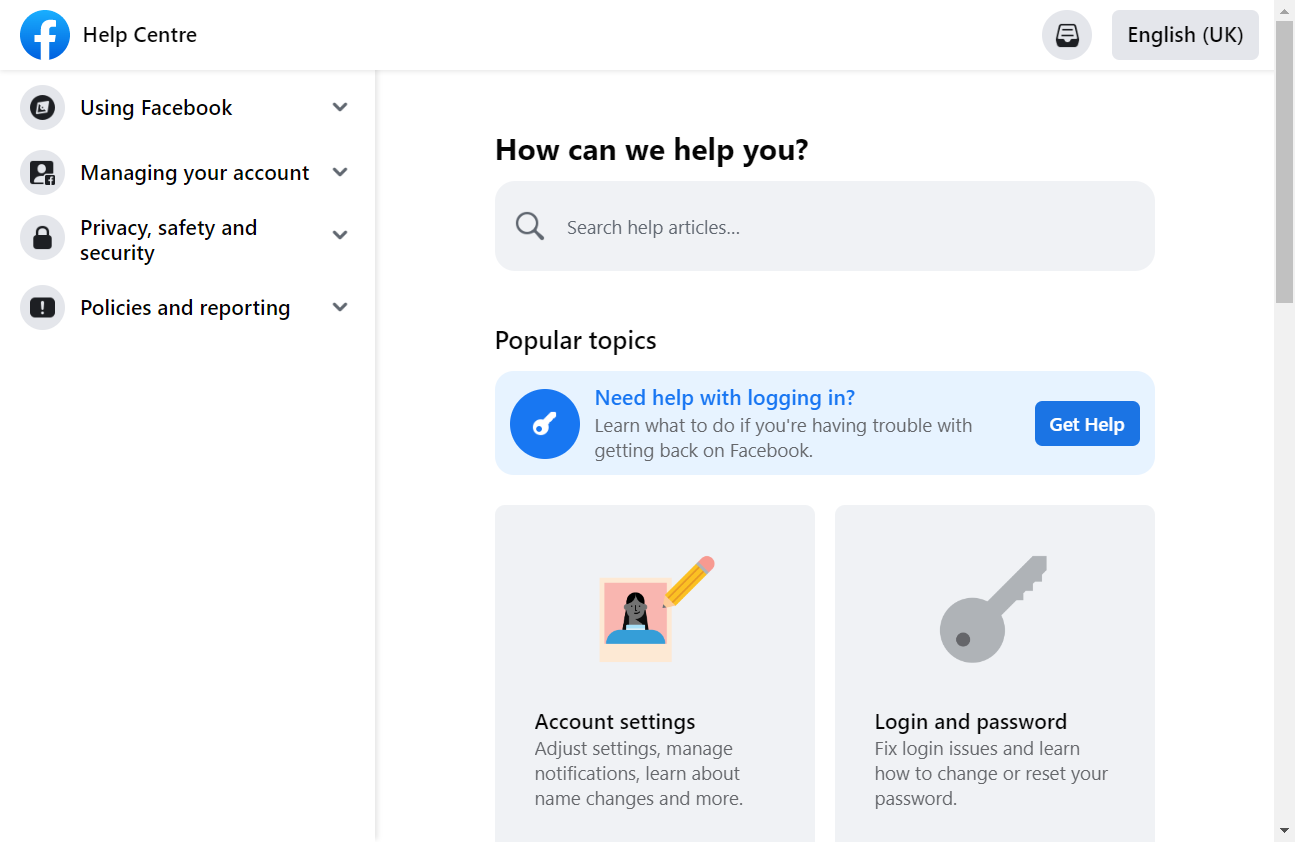 Help Centre
English (UK)
Using Facebook
Managing your account
Privacy, safety and
security
Policies and reporting
How can we help you?
Search help articles...
Popular topics
Need help with logging in?
Learn what to do if you're having trouble with
getting back on Facebook.
Get Help
Account settings
Adjust settings, manage
notifications, learn about
name changes and more.
Login and password
Fix login issues and learn
how to change or reset your
password.